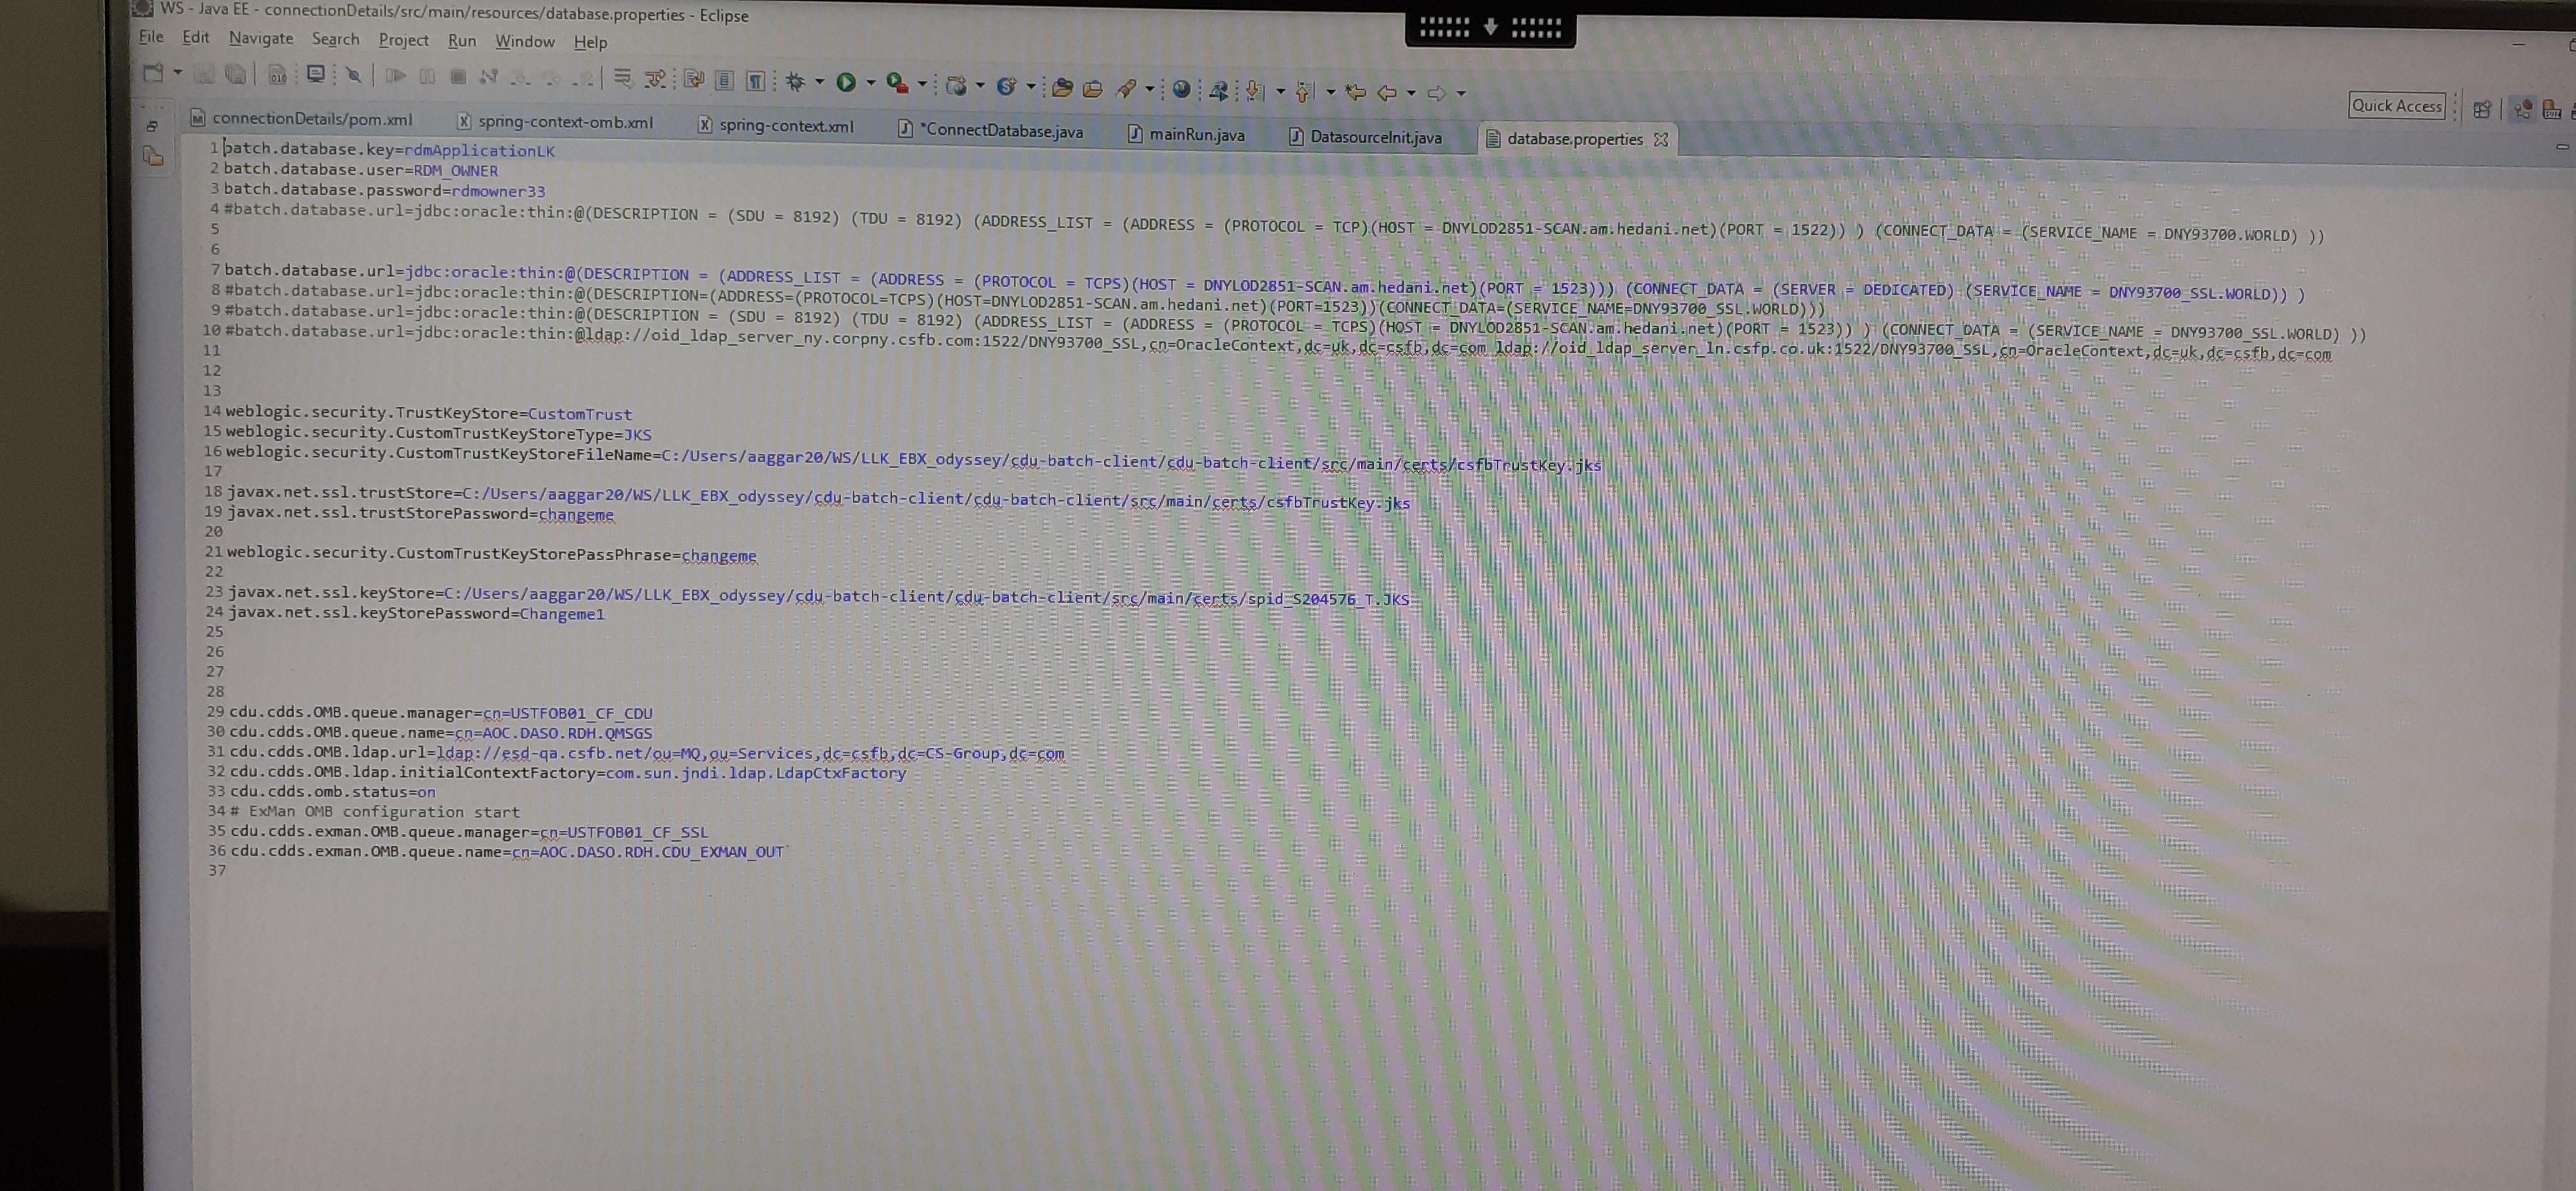 WS - Java EE - connectionDetails/src/main/resources/database.properties - Eclipse
File Edit Navigate Search Project Run Window Help
Quick Access
connectionDetails/pom.xml spring-context-omb.xml spring-context.xml *ConnectDatabase.java mainRun.java DatasourceInit.java database.properties
1 batch.database.key=rdmApplicationLK
2 batch.database.user=RDM_OWNER
3 batch.database.password=rdmowner33
4 #batch.database.url=jdbc:oracle:thin:@(DESCRIPTION = (SDU = 8192) (TDU = 8192) (ADDRESS_LIST = (ADDRESS = (PROTOCOL = TCP)(HOST = DNYLOD2851-SCAN.am.hedani.net)(PORT = 1522)) ) (CONNECT_DATA = (SERVICE_NAME = DNY93700.WORLD) ))
5
6
7 batch.database.url=jdbc:oracle:thin:@(DESCRIPTION = (ADDRESS_LIST = (ADDRESS = (PROTOCOL = TCPS)(HOST = DNYLOD2851-SCAN.am.hedani.net)(PORT = 1523))) (CONNECT_DATA = (SERVER = DEDICATED) (SERVICE_NAME = DNY93700_SSL.WORLD)) )
8 #batch.database.url=jdbc:oracle:thin:@(DESCRIPTION=(ADDRESS=(PROTOCOL=TCPS)(HOST=DNYLOD2851-SCAN.am.hedani.net)(PORT=1523))(CONNECT_DATA=(SERVICE_NAME=DNY93700_SSL.WORLD)))
9 #batch.database.url=jdbc:oracle:thin:@(DESCRIPTION = (SDU = 8192) (TDU = 8192) (ADDRESS_LIST = (ADDRESS = (PROTOCOL = TCPS)(HOST = DNYLOD2851-SCAN.am.hedani.net)(PORT = 1523)) ) (CONNECT_DATA = (SERVICE_NAME = DNY93700_SSL.WORLD) ))
10 #batch.database.url=jdbc:oracle:thin:@ldap://oid_ldap_server_ny.corpny.csfb.com:1522/DNY93700_SSL,cn=OracleContext,dc=uk,dc=csfb,dc=com ldap://oid_ldap_server_ln.csfp.co.uk:1522/DNY93700_SSL,cn=OracleContext,dc=uk,dc=csfb,dc=com
11
12
13
14 weblogic.security.TrustKeyStore=CustomTrust
15 weblogic.security.CustomTrustKeyStoreType=JKS
16 weblogic.security.CustomTrustKeyStoreFileName=C:/Users/aaggar20/WS/LLK_EBX_odyssey/cdu-batch-client/cdu-batch-client/src/main/certs/csfbTrustKey.jks
17
18 javax.net.ssl.trustStore=C:/Users/aaggar20/WS/LLK_EBX_odyssey/cdu-batch-client/cdu-batch-client/src/main/certs/csfbTrustKey.jks
19 javax.net.ssl.trustStorePassword=changeme
20
21 weblogic.security.CustomTrustKeyStorePassPhrase=changeme
22
23 javax.net.ssl.keyStore=C:/Users/aaggar20/WS/LLK_EBX_odyssey/cdu-batch-client/cdu-batch-client/src/main/certs/spid_S204576_T.JKS
24 javax.net.ssl.keyStorePassword=Changeme1
25
26
27
28
29 cdu.cdds.OMB.queue.manager=cn=USTFOB01_CF_CDU
30 cdu.cdds.OMB.queue.name=cn=AOC.DASO.RDH.QMSGS
31 cdu.cdds.OMB.ldap.url=ldap://esd-qa.csfb.net/ou=MQ,ou=Services,dc=csfb,dc=CS-Group,dc=com
32 cdu.cdds.OMB.ldap.initialContextFactory=com.sun.jndi.ldap.LdapCtxFactory
33 cdu.cdds.omb.status=on
34 # ExMan OMB configuration start
35 cdu.cdds.exman.OMB.queue.manager=cn=USTFOB01_CF_SSL
36 cdu.cdds.exman.OMB.queue.name=cn=AOC.DASO.RDH.CDU_EXMAN_OUT`
37